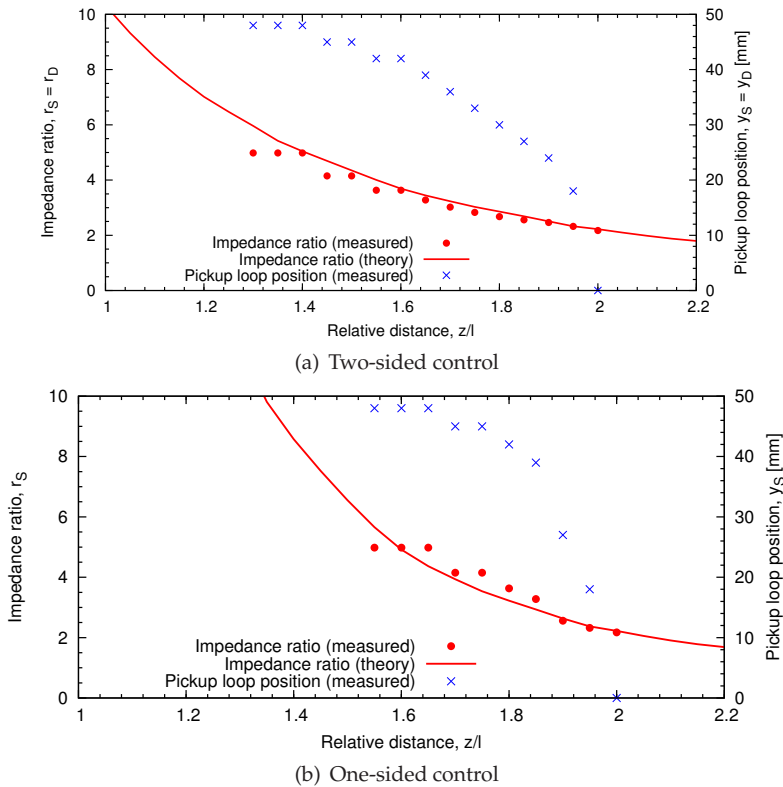 10
8
6
4
2
0
50
40
30
20
10
0
Impedance ratio, r_S = r_D
Pickup loop position, y_S = y_D [mm]
Impedance ratio (measured)
Impedance ratio (theory)
Pickup loop position (measured)
1 1.2 1.4 1.6 1.8 2 2.2
Relative distance, z/l
(a) Two-sided control
10
8
6
4
2
0
50
40
30
20
10
0
Impedance ratio, r_S
Pickup loop position, y_S [mm]
Impedance ratio (measured)
Impedance ratio (theory)
Pickup loop position (measured)
1 1.2 1.4 1.6 1.8 2 2.2
Relative distance, z/l
(b) One-sided control